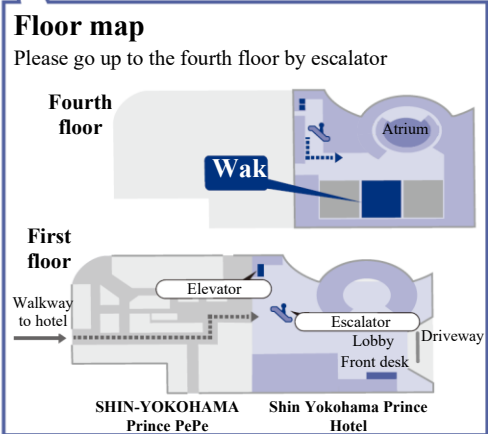 Floor map
Please go up to the fourth floor by escalator
Fourth
floor
Atrium
Wak
First
floor
Elevator
Walkway
to hotel
Escalator
Lobby
Driveway
Front desk
SHIN-YOKOHAMA
Prince PePe
Shin Yokohama Prince
Hotel